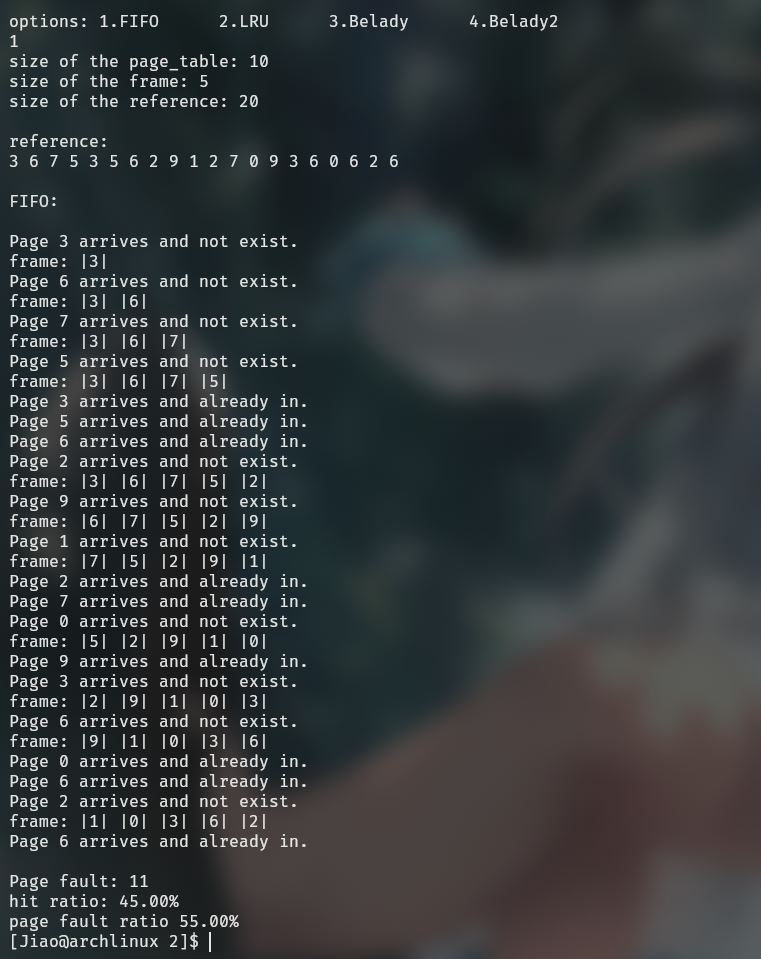 options: 1.FIFO      2.LRU      3.Belady      4.Belady2
1
size of the page_table: 10
size of the frame: 5
size of the reference: 20
reference:
3 6 7 5 3 5 6 2 9 1 2 7 0 9 3 6 0 6 2 6
FIFO:
Page 3 arrives and not exist.
frame: |3|
Page 6 arrives and not exist.
frame: |3| |6|
Page 7 arrives and not exist.
frame: |3| |6| |7|
Page 5 arrives and not exist.
frame: |3| |6| |7| |5|
Page 3 arrives and already in.
Page 5 arrives and already in.
Page 6 arrives and already in.
Page 2 arrives and not exist.
frame: |3| |6| |7| |5| |2|
Page 9 arrives and not exist.
frame: |6| |7| |5| |2| |9|
Page 1 arrives and not exist.
frame: |7| |5| |2| |9| |1|
Page 2 arrives and already in.
Page 7 arrives and already in.
Page 0 arrives and not exist.
frame: |5| |2| |9| |1| |0|
Page 9 arrives and already in.
Page 3 arrives and not exist.
frame: |2| |9| |1| |0| |3|
Page 6 arrives and not exist.
frame: |9| |1| |0| |3| |6|
Page 0 arrives and already in.
Page 6 arrives and already in.
Page 2 arrives and not exist.
frame: |1| |0| |3| |6| |2|
Page 6 arrives and already in.
Page fault: 11
hit ratio: 45.00%
page fault ratio 55.00%
[Jiao@archlinux 2]$